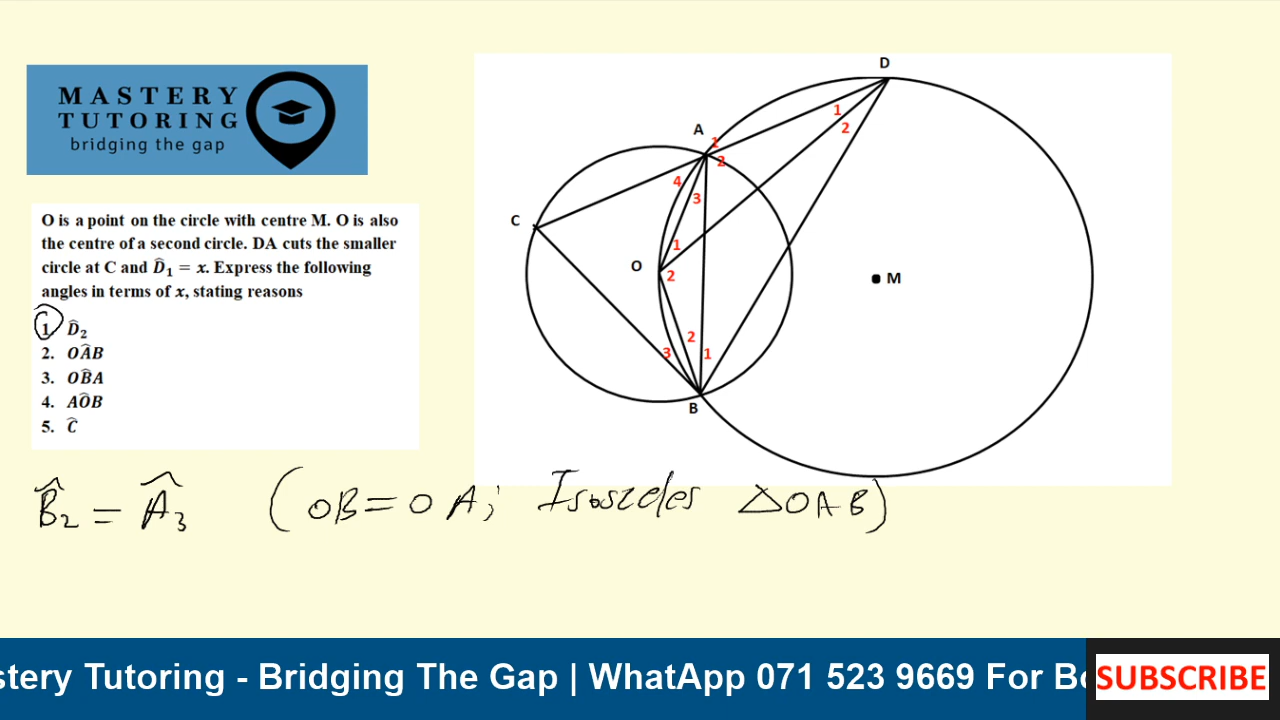 MASTERY
TUTORING
bridging the gap
O is a point on the circle with centre M. O is also
the centre of a second circle. DA cuts the smaller
circle at C and D̂₁ = x. Express the following
angles in terms of x, stating reasons
1. D̂₂
2. OÂB
3. OB̂A
4. AÔB
5. Ĉ
D
1
2
A
1
2
4
3
C
1
O
2
M
2
3
1
B
B̂₂ = Â₃ (OB = OA; Isosceles △OAB)
stery Tutoring - Bridging The Gap | WhatApp 071 523 9669 For Bo
SUBSCRIBE